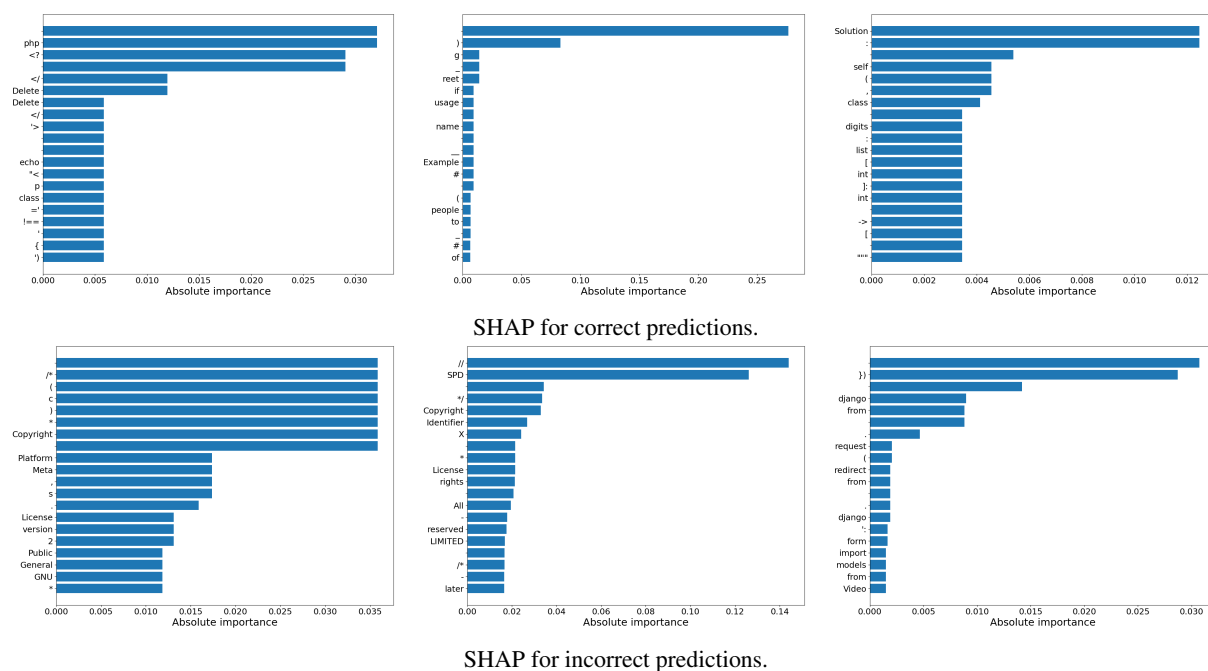 php
<?
</
Delete
Delete
</
'>
echo
"<
p
class
='
!==
'
{
')
0.000 0.005 0.010 0.015 0.020 0.025 0.030
Absolute importance
)
g
_
reet
if
usage
name
__
Example
#
(
people
to
_
#
of
0.00 0.05 0.10 0.15 0.20 0.25
Absolute importance
Solution
:
self
(
,
class
digits
:
list
[
int
]:
int
->
[
"""
0.000 0.002 0.004 0.006 0.008 0.010 0.012
Absolute importance
SHAP for correct predictions.
/*
(
c
)
*
Copyright
Platform
Meta
,
s
.
License
version
2
Public
General
GNU
*
0.000 0.005 0.010 0.015 0.020 0.025 0.030 0.035
Absolute importance
//
SPD
*/
Copyright
Identifier
X
*
License
rights
All
-
reserved
LIMITED
/*
-
later
0.00 0.02 0.04 0.06 0.08 0.10 0.12 0.14
Absolute importance
})
django
from
.
request
(
redirect
from
.
django
':
form
import
models
from
Video
0.000 0.005 0.010 0.015 0.020 0.025 0.030
Absolute importance
SHAP for incorrect predictions.